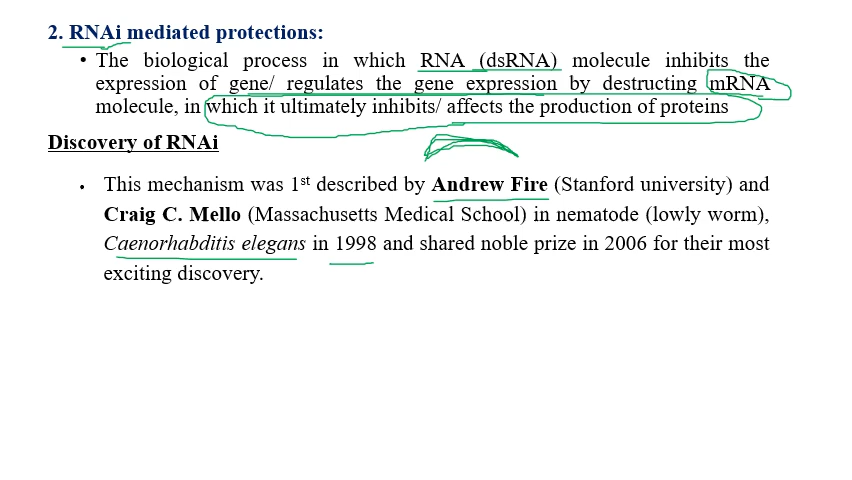 2. RNAi mediated protections:
• The biological process in which RNA (dsRNA) molecule inhibits the
expression of gene/ regulates the gene expression by destructing mRNA
molecule, in which it ultimately inhibits/ affects the production of proteins
Discovery of RNAi
• This mechanism was 1st described by Andrew Fire (Stanford university) and
Craig C. Mello (Massachusetts Medical School) in nematode (lowly worm),
Caenorhabditis elegans in 1998 and shared noble prize in 2006 for their most
exciting discovery.